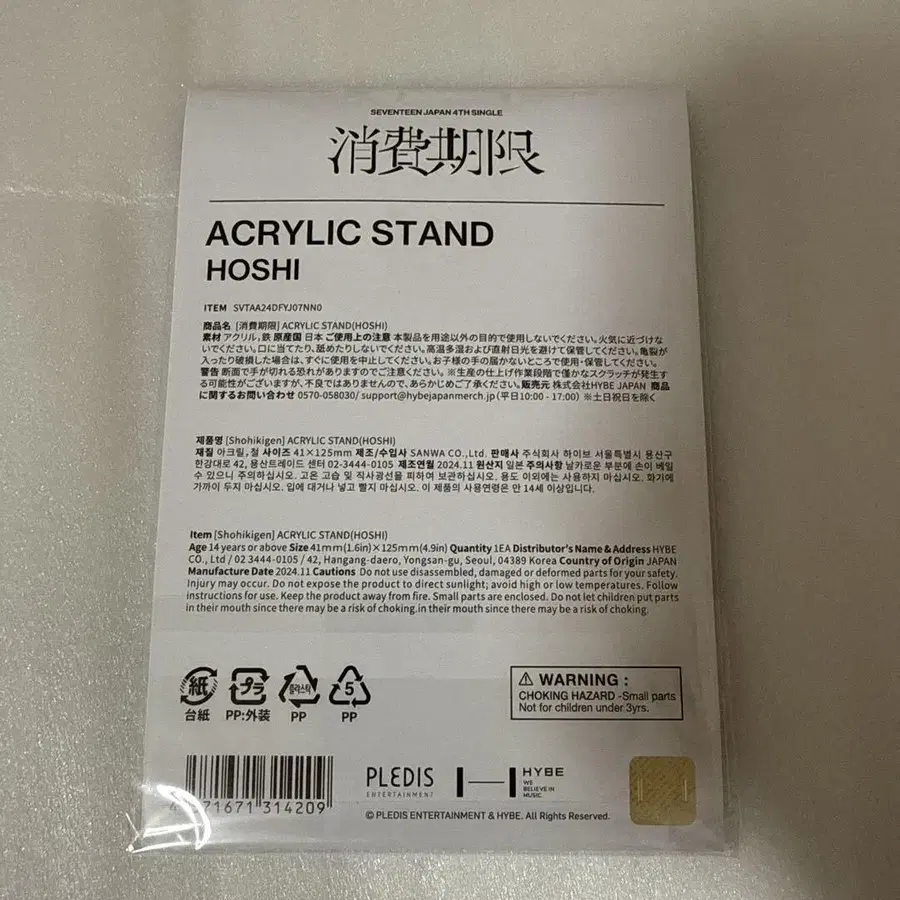 SEVENTEEN JAPAN 4TH SINGLE
消費期限
ACRYLIC STAND
HOSHI
ITEM SVTAA24DFYJ07NN0
商品名 [消費期限] ACRYLIC STAND(HOSHI)
素材 アクリル,鉄 原産国 日本 ご使用上の注意 本製品を用途以外の目的で使用しないでください。火気に近づけな
いでください。口に当てたり、舐めたりしないでください。高温多湿および直射日光を避けて保管してください。亀裂が
入ったり破損した場合は、すぐに使用を中止してください。お子様の手の届かないところで使用・保管してください。
警告 断面で手が切れる恐れがありますのでご注意ください。※生産の仕上げ作業段階で僅かなスクラッチが発生す
る可能性がございますが、不良ではありませんので、あらかじめご了承ください。販売元 株式会社HYBE JAPAN 商品
に関するお問い合わせ 0570-058030/ support@hybejapanmerch.jp（平日10:00 - 17:00）※土日祝日を除く
제품명 [Shohikigen] ACRYLIC STAND(HOSHI)
재질 아크릴, 철 사이즈 41×125mm 제조/수입사 SANWA CO.,Ltd. 판매사 주식회사 하이브 서울특별시 용산구
한강대로 42, 용산트레이드 센터 02-3444-0105 제조연월 2024.11 원산지 일본 주의사항 날카로운 부분에 손이 베일
수 있으니 주의하십시오. 고온 고습 및 직사광선을 피하여 보관하십시오. 용도 이외에는 사용하지 마십시오. 화기에
가까이 두지 마십시오. 입에 대거나 넣고 빨지 마십시오. 이 제품의 사용연령은 만 14세 이상입니다.
Item [Shohikigen] ACRYLIC STAND(HOSHI)
Age 14 years or above Size 41mm(1.6in)×125mm(4.9in) Quantity 1EA Distributor's Name & Address HYBE
CO., Ltd / 02 3444-0105 / 42, Hangang-daero, Yongsan-gu, Seoul, 04389 Korea Country of Origin JAPAN
Manufacture Date 2024.11 Cautions Do not use disassembled, damaged or deformed parts for your safety.
Injury may occur. Do not expose the product to direct sunlight; avoid high or low temperatures. Follow
instructions for use. Keep the product away from fire. Small parts are enclosed. Do not let children put parts
in their mouth since there may be a risk of choking.in their mouth since there may be a risk of choking.
紙 プラ 플라스틱 5
台紙 PP:外装 PP PP
⚠ WARNING :
CHOKING HAZARD -Small parts
Not for children under 3yrs.
71671 314209
PLEDIS
ENTERTAINMENT
HYBE
WE
BELIEVE IN
MUSIC.
© PLEDIS ENTERTAINMENT & HYBE. All Rights Reserved.